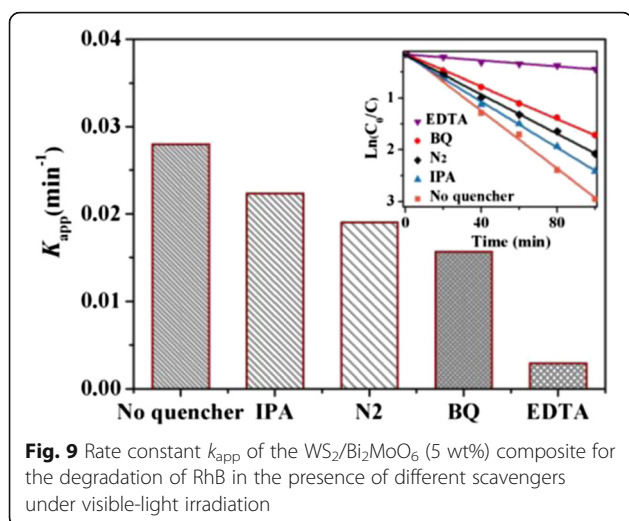 0.04
0.03
0.02
0.01
0.00
K_app(min⁻¹)
No quencher IPA N2 BQ EDTA
EDTA
BQ
N₂
IPA
No quencher
Ln(C₀/C)
1
2
3
0 40 80
Time (min)
Fig. 9 Rate constant k_app of the WS₂/Bi₂MoO₆ (5 wt%) composite for
the degradation of RhB in the presence of different scavengers
under visible-light irradiation